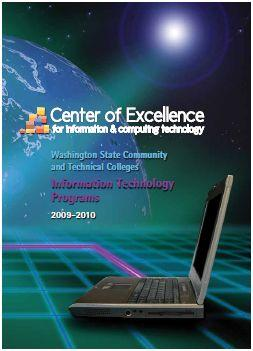 Center of Excellence
for information & computing technology
Washington State Community
and Technical Colleges
Information Technology
Programs
2009-2010